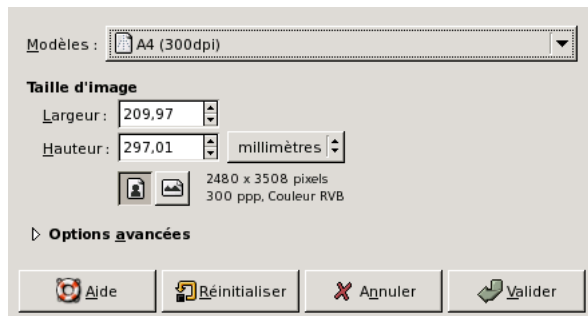 Modèles : A4 (300dpi)
Taille d'image
Largeur : 209,97
Hauteur : 297,01 millimètres
2480 x 3508 pixels
300 ppp, Couleur RVB
Options avancées
Aide Réinitialiser Annuler Valider